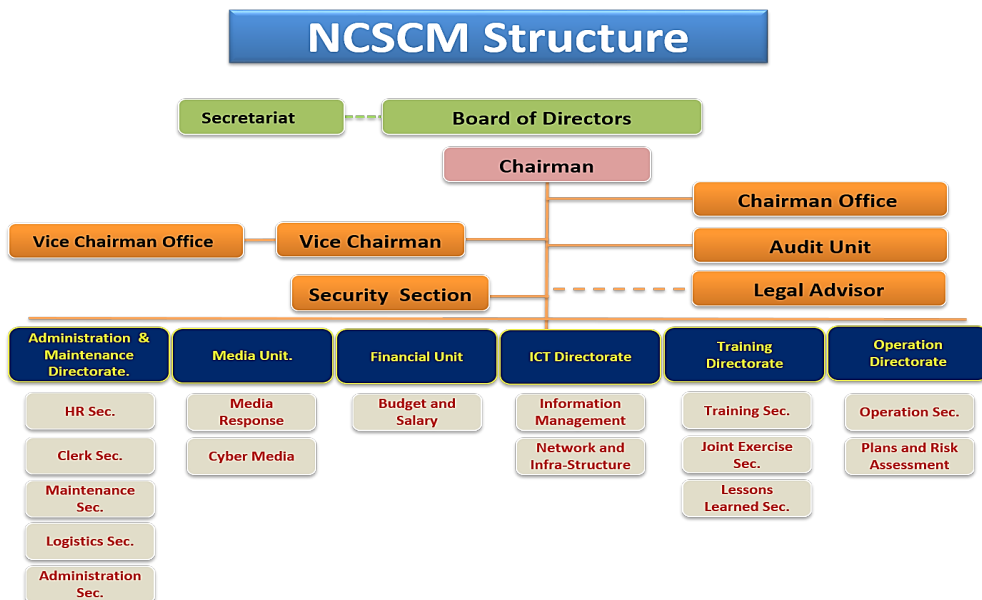 NCSCM Structure
Secretariat
Board of Directors
Chairman
Chairman Office
Vice Chairman Office
Vice Chairman
Audit Unit
Security Section
Legal Advisor
Administration &
Maintenance
Directorate.
Media Unit.
Financial Unit
ICT Directorate
Training
Directorate
Operation
Directorate
HR Sec.
Clerk Sec.
Maintenance
Sec.
Logistics Sec.
Administration
Sec.
Media
Response
Cyber Media
Budget and
Salary
Information
Management
Network and
Infra-Structure
Training Sec.
Joint Exercise
Sec.
Lessons
Learned Sec.
Operation Sec.
Plans and Risk
Assessment